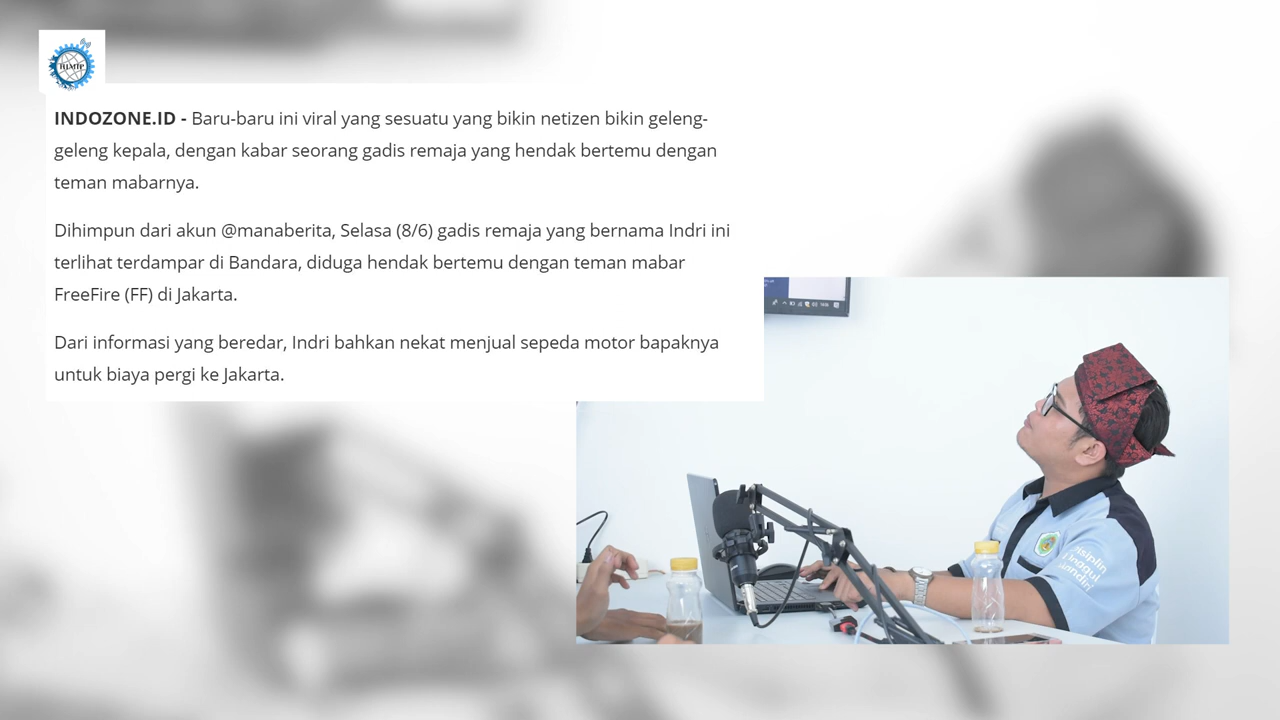 HIMIP
INDOZONE.ID - Baru-baru ini viral yang sesuatu yang bikin netizen bikin geleng-
geleng kepala, dengan kabar seorang gadis remaja yang hendak bertemu dengan
teman mabarnya.
Dihimpun dari akun @manaberita, Selasa (8/6) gadis remaja yang bernama Indri ini
terlihat terdampar di Bandara, diduga hendak bertemu dengan teman mabar
FreeFire (FF) di Jakarta.
Dari informasi yang beredar, Indri bahkan nekat menjual sepeda motor bapaknya
untuk biaya pergi ke Jakarta.